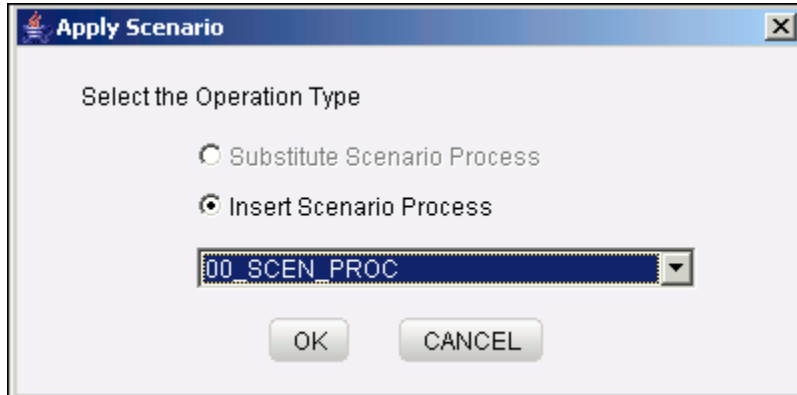 Apply Scenario
Select the Operation Type
Substitute Scenario Process
Insert Scenario Process
00_SCEN_PROC
OK
CANCEL